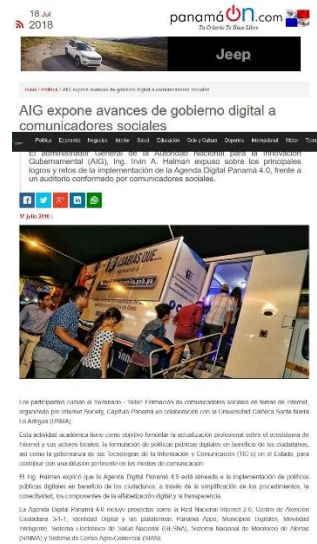 18 Jul
2018
panamáON.com
Tu Criterio Te Hace Libre
Jeep
Inicio / Política / AIG expone avances de gobierno digital a comunicadores sociales
AIG expone avances de gobierno digital a
comunicadores sociales
Política Economía Negocios Interior Salud Educación Ocio y Cultura Deportes Internacional Motor
El administrador General de la Autoridad Nacional para la Innovación
Gubernamental (AIG), Ing. Irvin A. Halman expuso sobre los principales
logros y retos de la implementación de la Agenda Digital Panamá 4.0, frente a
un auditorio conformado por comunicadores sociales.
17 julio 2018 |
Los participantes cursan el Seminario - Taller: Formación de comunicadores sociales en temas de Internet,
organizado por Internet Society, Capítulo Panamá en colaboración con la Universidad Católica Santa María
La Antigua (USMA).
Esta actividad académica tiene como objetivo fomentar la actualización profesional sobre el ecosistema de
Internet y sus actores locales, la formulación de políticas públicas digitales en beneficio de los ciudadanos,
así como la gobernanza de las Tecnologías de la Información y Comunicación (TIC's) en el Estado, para
contribuir con una difusión pertinente en los medios de comunicación.
El Ing. Halman explicó que la Agenda Digital Panamá 4.0 está alineada a la implementación de políticas
públicas digitales en beneficio de los ciudadanos, a través de la simplificación de los procedimientos, la
conectividad, los componentes de la alfabetización digital y la transparencia.
La Agenda Digital Panamá 4.0 incluye proyectos como la Red Nacional Internet 2.0, Centro de Atención
Ciudadana 3-1-1, Identidad Digital y las plataformas Panamá Apps, Municipios Digitales, Movilidad
Inteligente, Sistema Electrónico de Salud Nacional (SESNA), Sistema Nacional de Monitoreo de Alertas
(SINMA) y Sistema de Censo Agro-Comercial (SIAN).